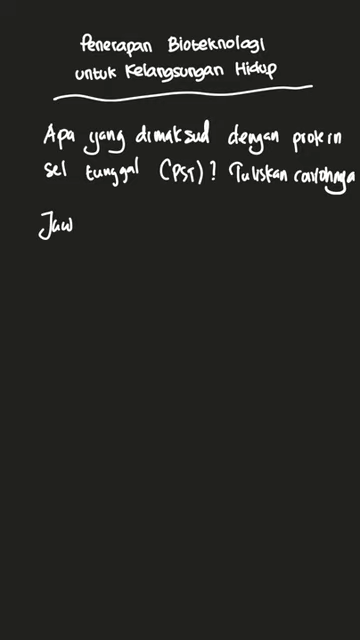 Penerapan Bioteknologi
untuk Kelangsungan Hidup
Apa yang dimaksud dengan protein
sel tunggal (PST)? Tuliskan contohnya
Jaw